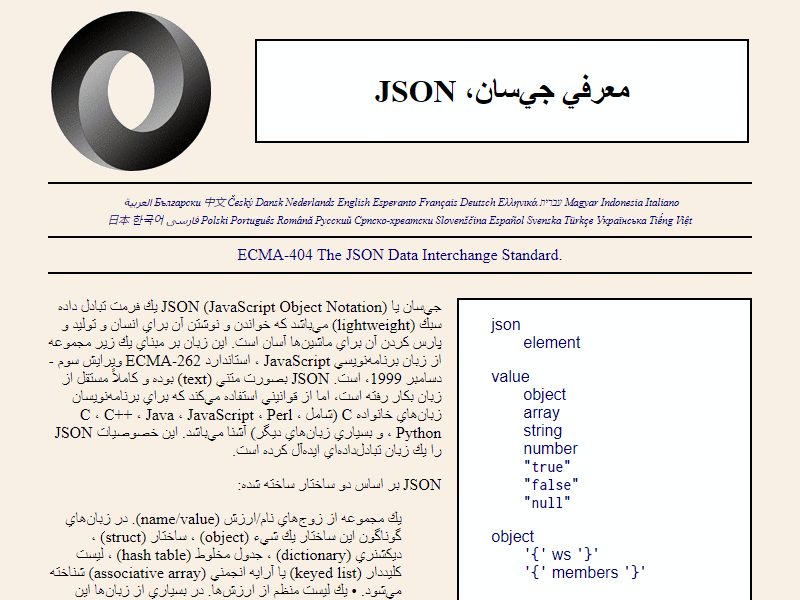 معرفي جي‌سان، JSON
العربية Български 中文 Český Dansk Nederlands English Esperanto Français Deutsch Ελληνικά עברית Magyar Indonesia Italiano
日本 한국어 فارسی Polski Português Română Русский Српско-хрватски Slovenščina Español Svenska Türkçe Українська Tiếng Việt
ECMA-404 The JSON Data Interchange Standard.
جي‌سان يا JSON (JavaScript Object Notation) يك فرمت تبادل داده
سبك (lightweight) مي‌باشد كه خواندن و نوشتن آن براي انسان و توليد و
پارس كردن آن براي ماشين‌ها آسان است. اين زبان بر مبناي يك زير مجموعه
از زبان برنامه‌نويسي JavaScript ، استاندارد ECMA-262 ويرايش سوم -
دسامبر 1999، است. JSON بصورت متني (text) بوده و كاملاً مستقل از
زبان بكار رفته است، اما از قوانيني استفاده مي‌كند كه براي برنامه‌نويسان
زبان‌هاي خانواده C (شامل C ، C++ ، Java ، JavaScript ، Perl ،
Python ، و بسياري زبان‌هاي ديگر) آشنا مي‌باشد. اين خصوصيات JSON
را يك زبان تبادل‌داده‌اي ايده‌آل كرده است.
JSON بر اساس دو ساختار ساخته شده:
يك مجموعه از زوج‌هاي نام/ارزش (name/value). در زبان‌هاي
گوناگون اين ساختار يك شيء (object) ، ساختار (struct) ،
ديكشنري (dictionary) ، جدول مخلوط (hash table) ، ليست
كليددار (keyed list) يا آرايه انجمني (associative array) شناخته
مي‌شود. • يك ليست منظم از ارزش‌ها. در بسياري از زبان‌ها اين
json
element
value
object
array
string
number
"true"
"false"
"null"
object
'{' ws '}'
'{' members '}'